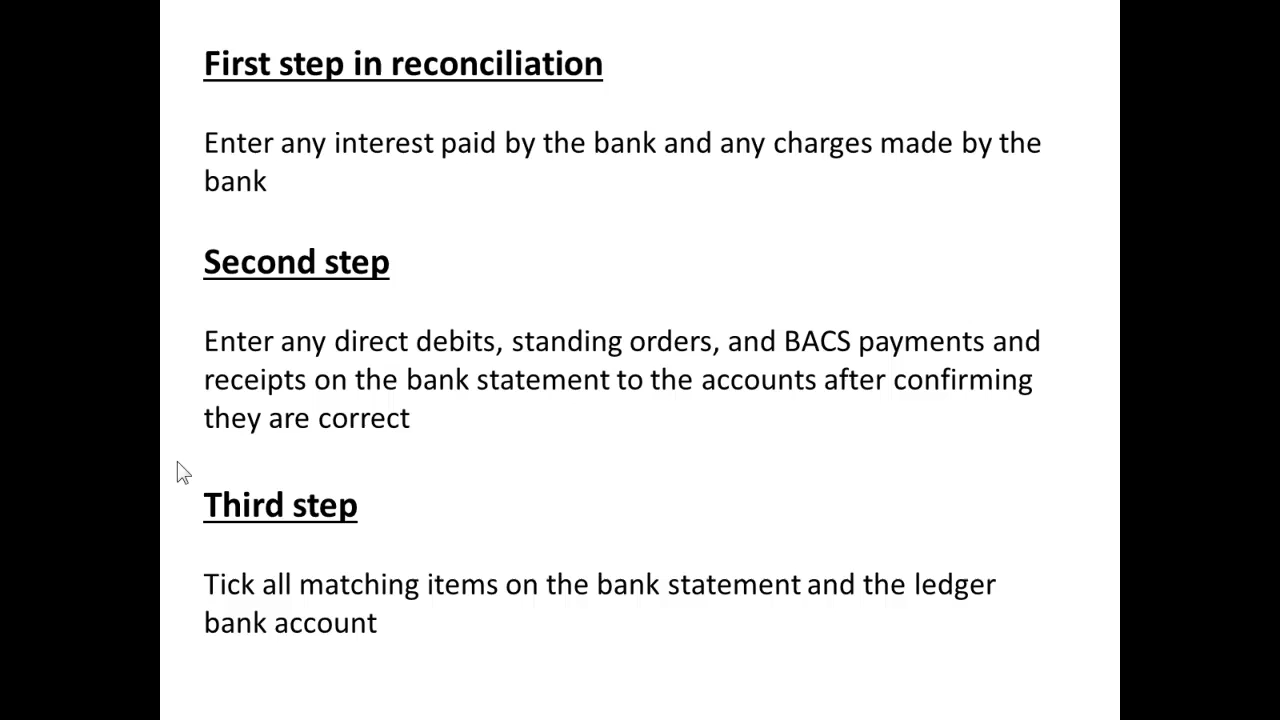 First step in reconciliation
Enter any interest paid by the bank and any charges made by the
bank
Second step
Enter any direct debits, standing orders, and BACS payments and
receipts on the bank statement to the accounts after confirming
they are correct
Third step
Tick all matching items on the bank statement and the ledger
bank account